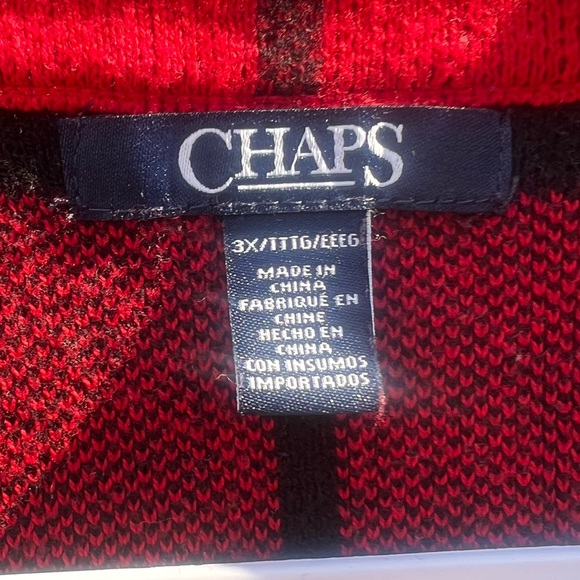 CHAPS
3X/TTTG/EEEG
MADE IN
CHINA
FABRIQUÉ EN
CHINE
HECHO EN
CHINA
CON INSUMOS
IMPORTADOS